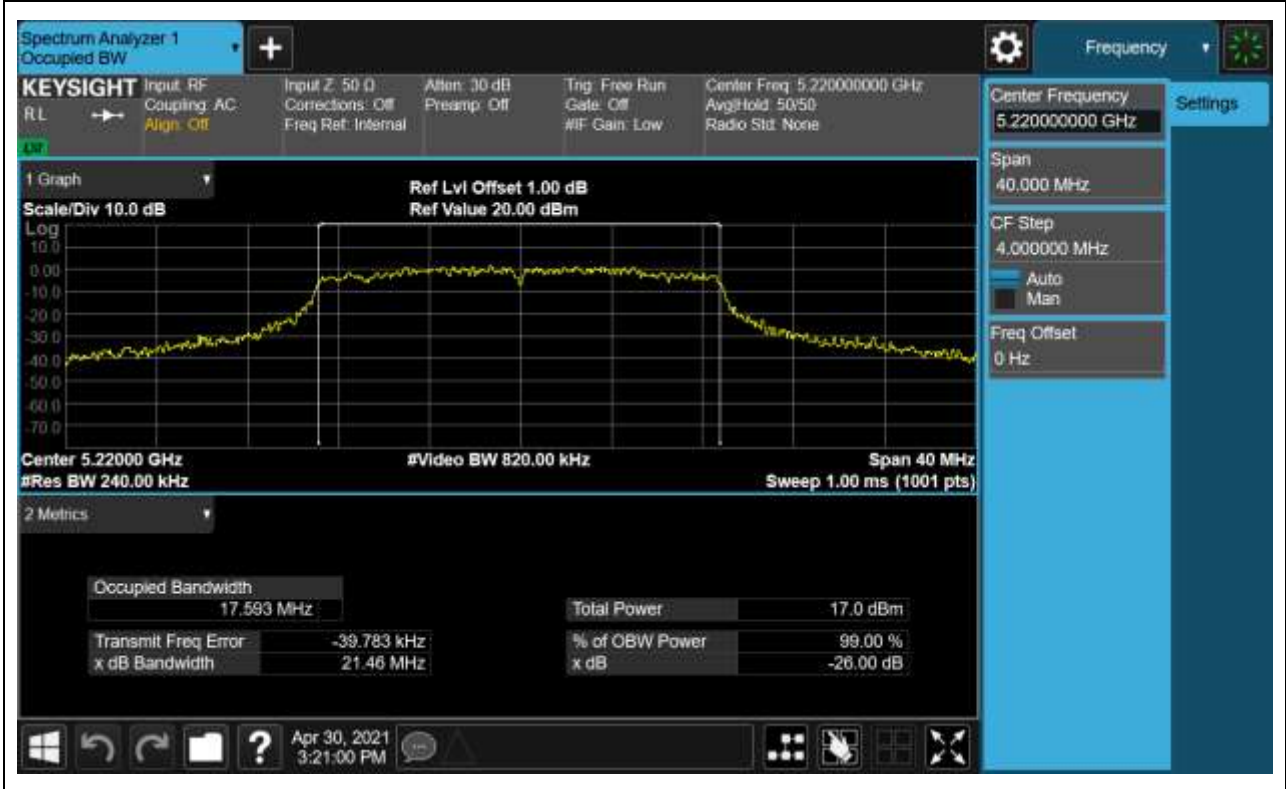 Spectrum Analyzer 1
Occupied BW
Frequency
KEYSIGHT
RL
Input: RF
Coupling: AC
Align: Off
Input Z: 50 Ω
Corrections: Off
Freq Ref: Internal
Atten: 30 dB
Preamp: Off
Trig: Free Run
Gate: Off
#IF Gain: Low
Center Freq: 5.220000000 GHz
Avg|Hold: 50/50
Radio Std: None
Center Frequency
5.220000000 GHz
Settings
Span
40.000 MHz
CF Step
4.000000 MHz
Auto
Man
Freq Offset
0 Hz
1 Graph
Ref Lvl Offset 1.00 dB
Scale/Div 10.0 dB
Ref Value 20.00 dBm
Log
10.0
0.00
-10.0
-20.0
-30.0
-40.0
-50.0
-60.0
-70.0
Center 5.22000 GHz
#Video BW 820.00 kHz
Span 40 MHz
#Res BW 240.00 kHz
Sweep 1.00 ms (1001 pts)
2 Metrics
Occupied Bandwidth
17.593 MHz
Total Power 17.0 dBm
Transmit Freq Error -39.783 kHz
% of OBW Power 99.00 %
x dB Bandwidth 21.46 MHz
x dB -26.00 dB
?
Apr 30, 2021
3:21:00 PM